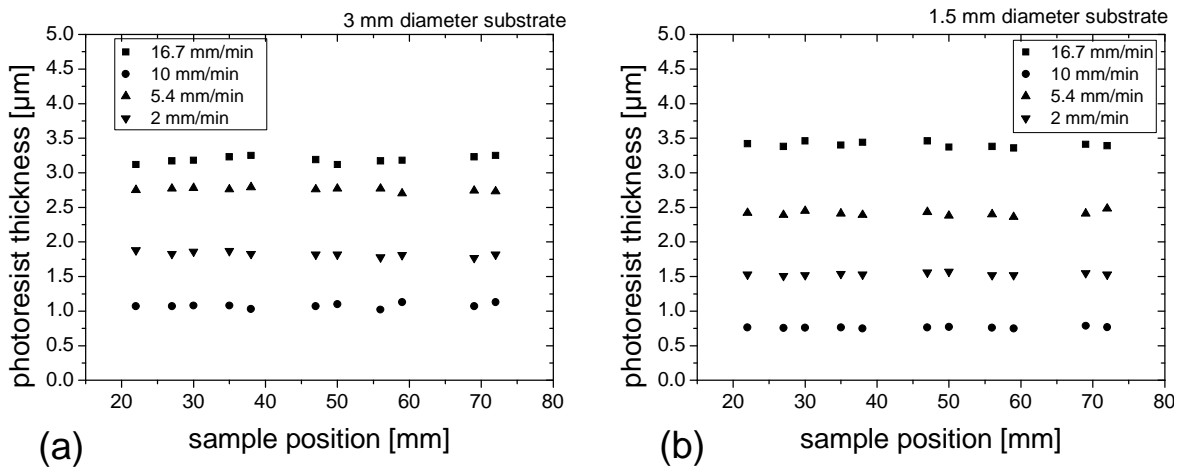 3 mm diameter substrate
5.0
4.5
4.0
3.5
3.0
2.5
2.0
1.5
1.0
0.5
0.0
16.7 mm/min
10 mm/min
5.4 mm/min
2 mm/min
photoresist thickness [µm]
20 30 40 50 60 70 80
sample position [mm]
(a)
1.5 mm diameter substrate
5.0
4.5
4.0
3.5
3.0
2.5
2.0
1.5
1.0
0.5
0.0
16.7 mm/min
10 mm/min
5.4 mm/min
2 mm/min
photoresist thickness [µm]
20 30 40 50 60 70 80
sample position [mm]
(b)